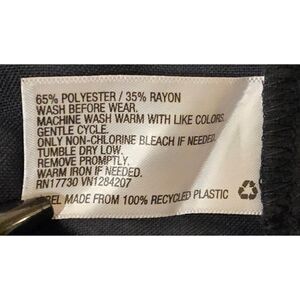 65% POLYESTER / 35% RAYON
WASH BEFORE WEAR.
MACHINE WASH WARM WITH LIKE COLORS.
GENTLE CYCLE.
ONLY NON-CHLORINE BLEACH IF NEEDED.
TUMBLE DRY LOW.
REMOVE PROMPTLY.
WARM IRON IF NEEDED.
RN17730 VN1284207
MADE FROM 100% RECYCLED PLASTIC